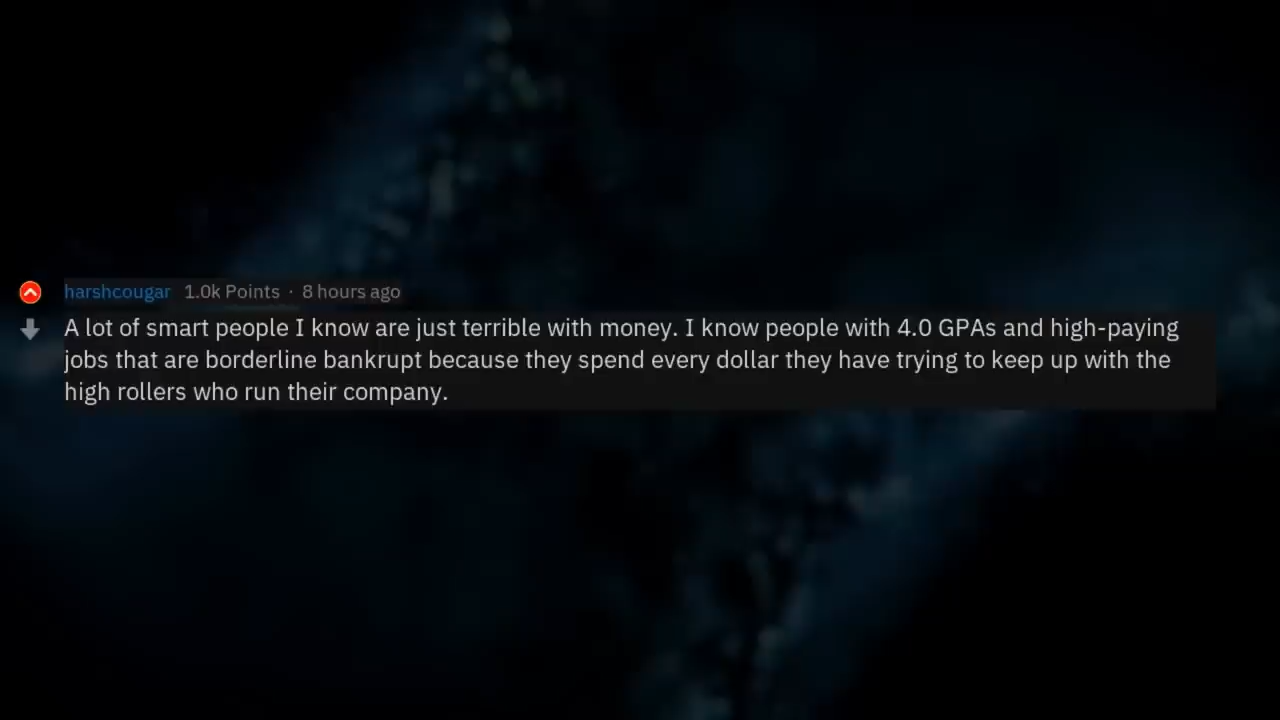 harshcougar 1.0k Points · 8 hours ago
A lot of smart people I know are just terrible with money. I know people with 4.0 GPAs and high-paying
jobs that are borderline bankrupt because they spend every dollar they have trying to keep up with the
high rollers who run their company.